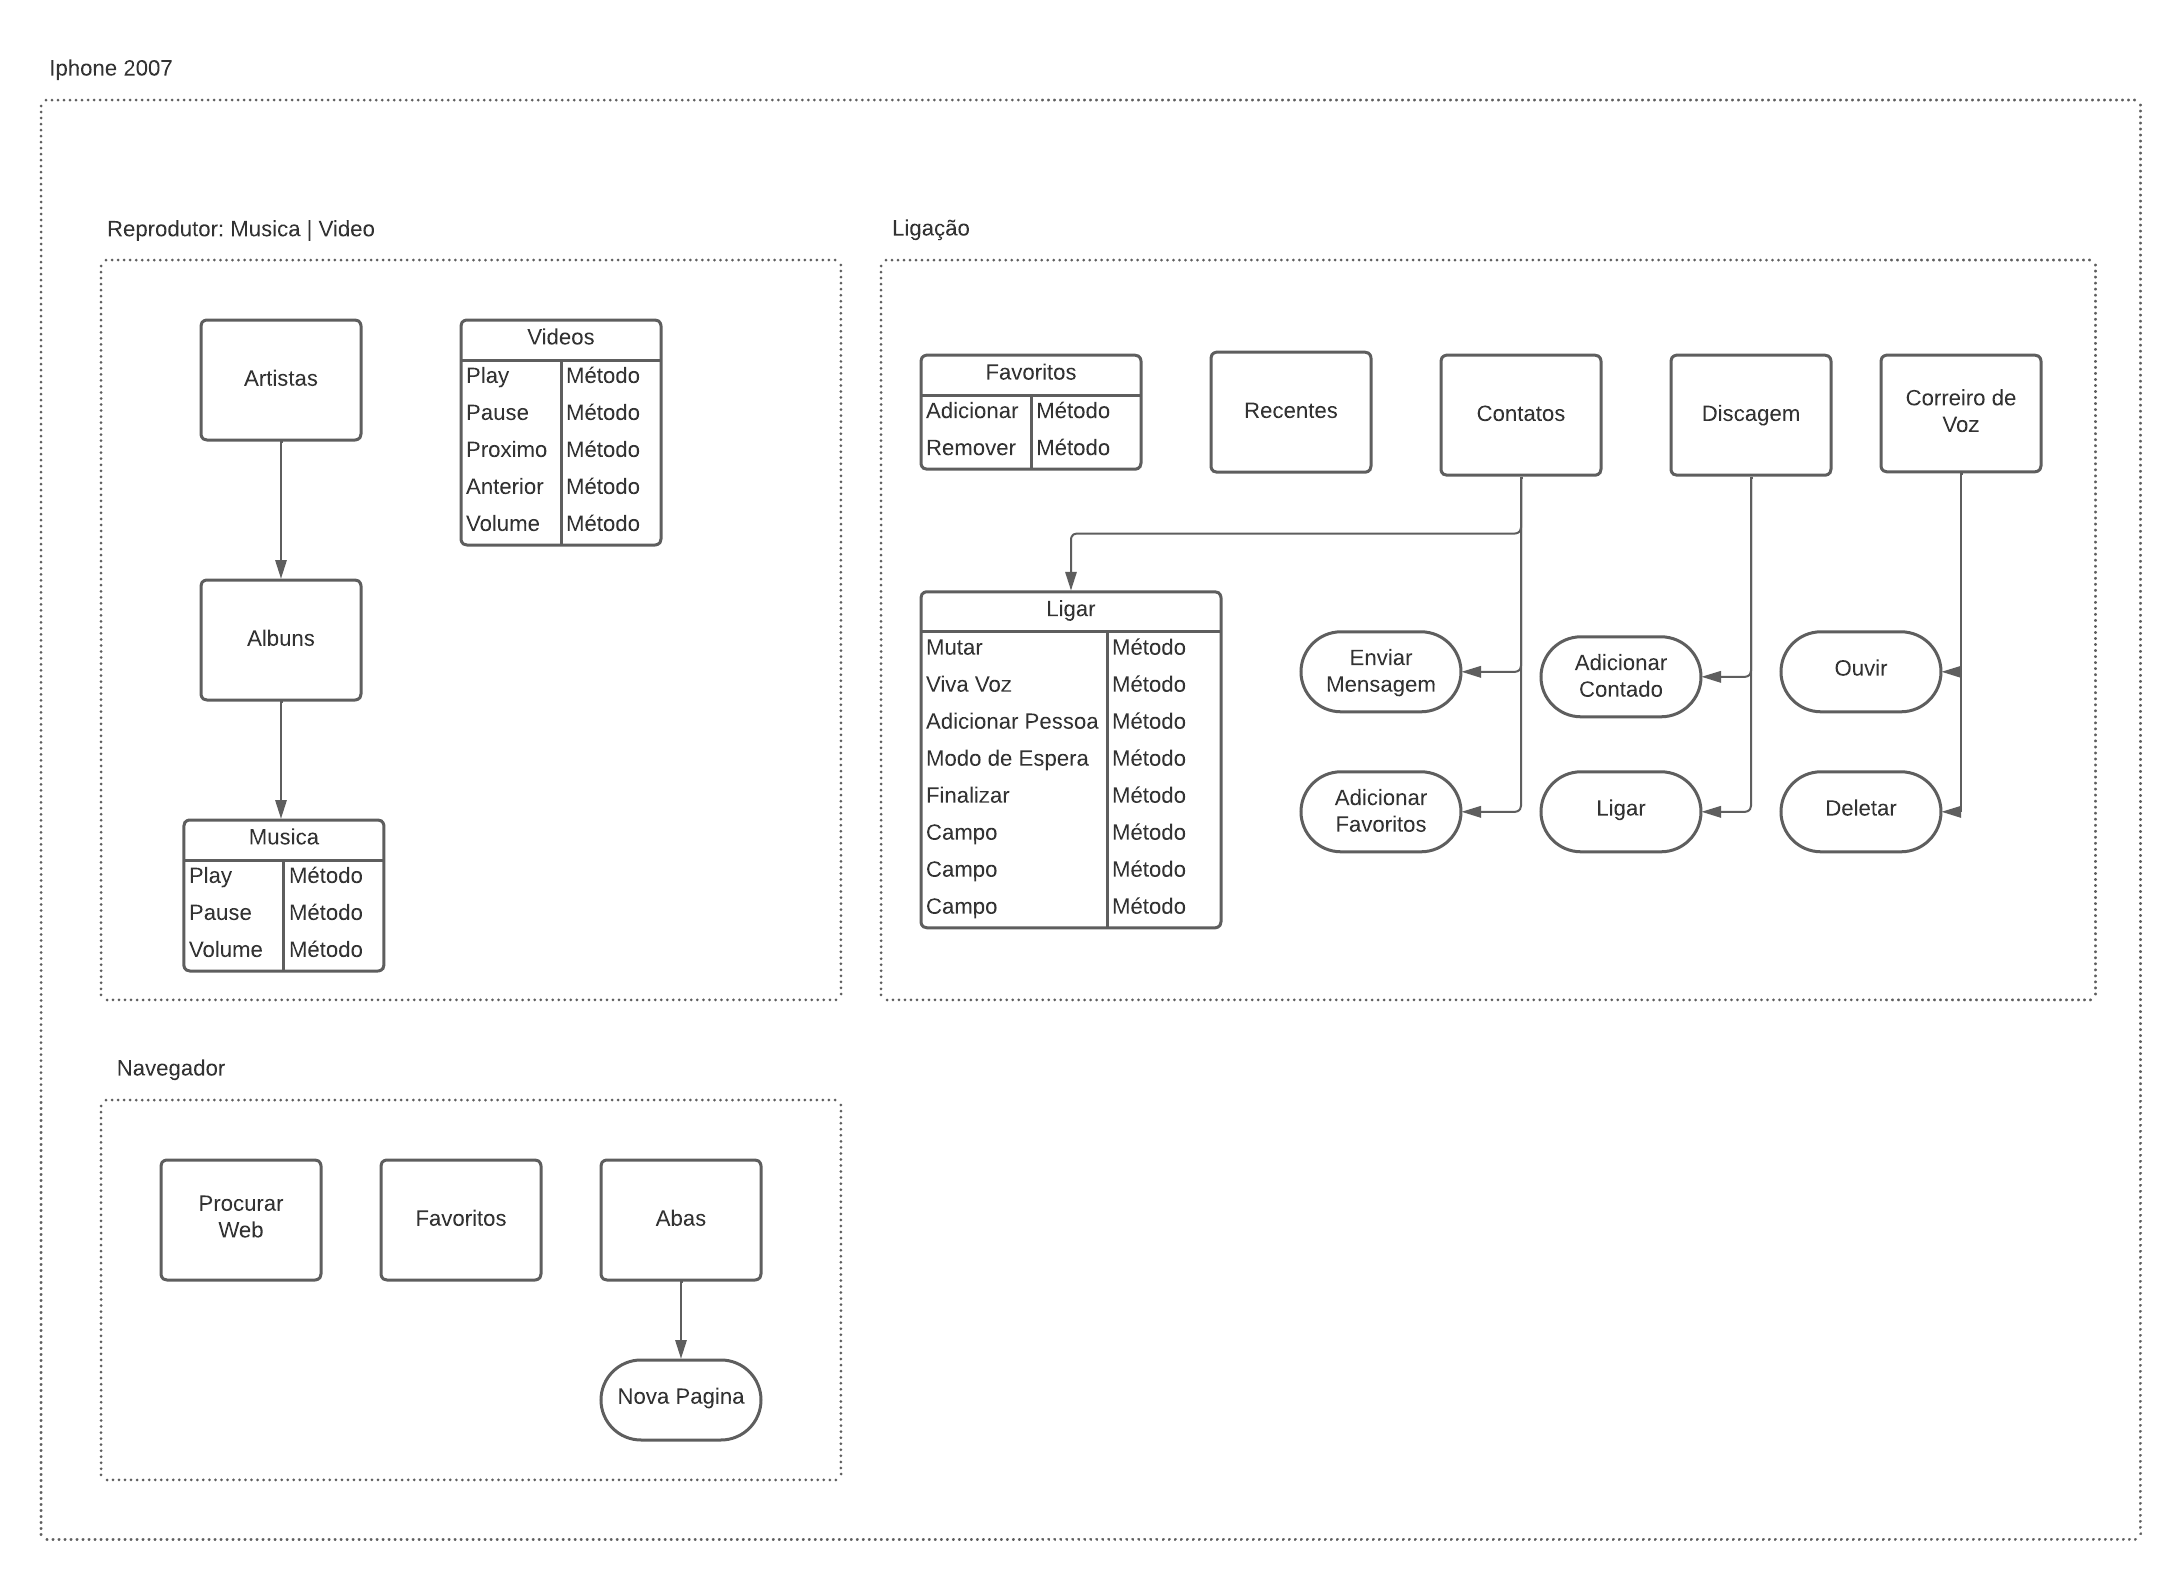 Iphone 2007
Reprodutor: Musica | Video
Artistas
Videos
Play Método
Pause Método
Proximo Método
Anterior Método
Volume Método
Albuns
Musica
Play Método
Pause Método
Volume Método
Ligação
Favoritos
Adicionar Método
Remover Método
Recentes
Contatos
Discagem
Correiro de
Voz
Ligar
Mutar Método
Viva Voz Método
Adicionar Pessoa Método
Modo de Espera Método
Finalizar Método
Campo Método
Campo Método
Campo Método
Enviar
Mensagem
Adicionar
Contado
Ouvir
Adicionar
Favoritos
Ligar
Deletar
Navegador
Procurar
Web
Favoritos
Abas
Nova Pagina